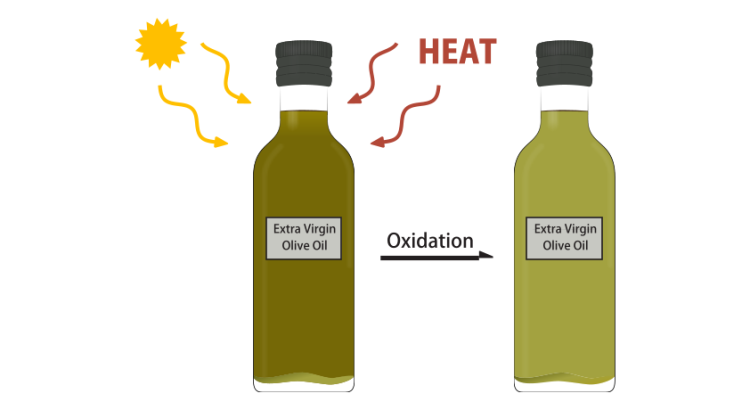 HEAT
Extra Virgin
Olive Oil
Oxidation
Extra Virgin
Olive Oil